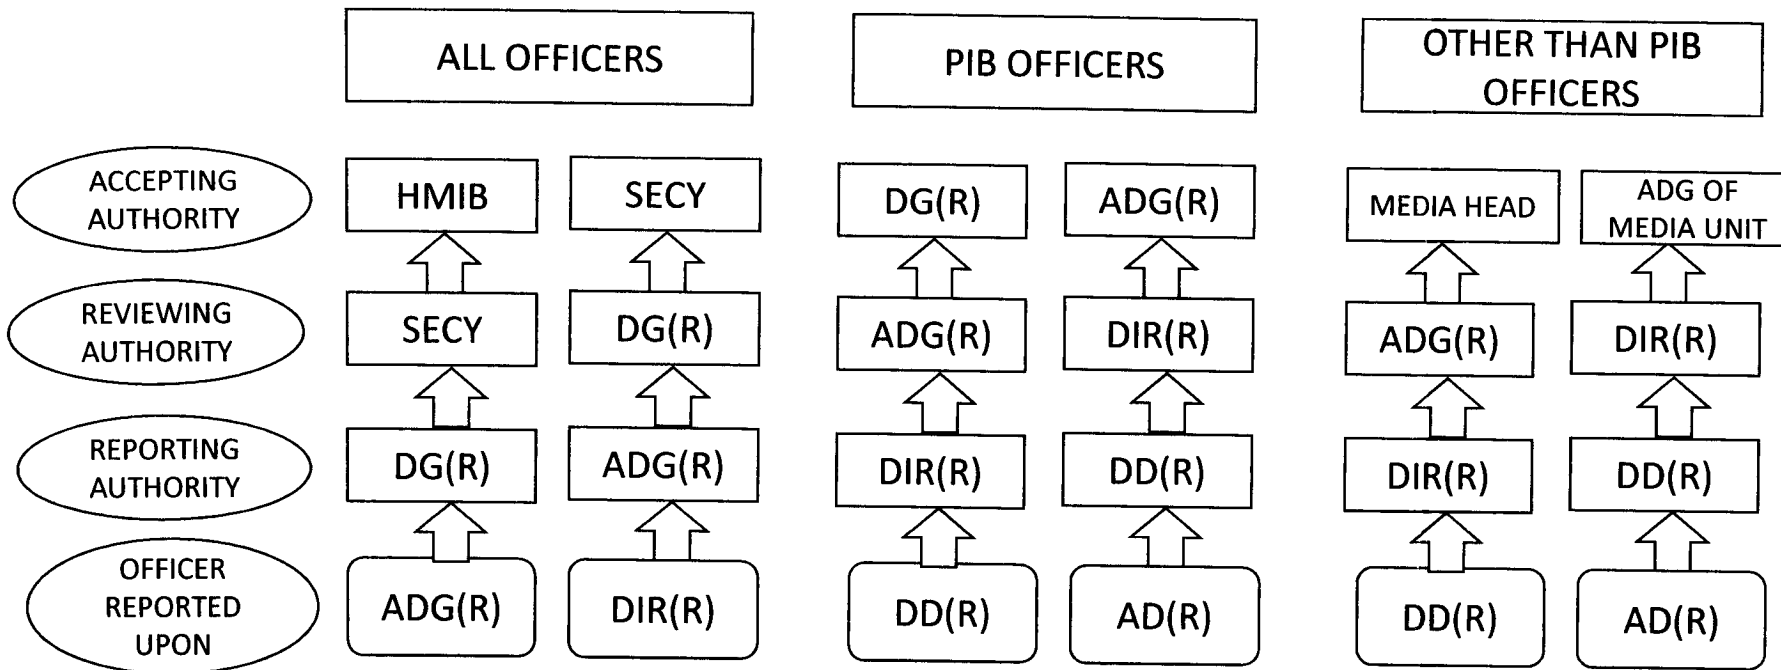 ALL OFFICERS
PIB OFFICERS
OTHER THAN PIB
OFFICERS
ACCEPTING
AUTHORITY
HMIB
SECY
DG(R)
ADG(R)
MEDIA HEAD
ADG OF
MEDIA UNIT
REVIEWING
AUTHORITY
SECY
DG(R)
ADG(R)
DIR(R)
ADG(R)
DIR(R)
REPORTING
AUTHORITY
DG(R)
ADG(R)
DIR(R)
DD(R)
DIR(R)
DD(R)
OFFICER
REPORTED
UPON
ADG(R)
DIR(R)
DD(R)
AD(R)
DD(R)
AD(R)